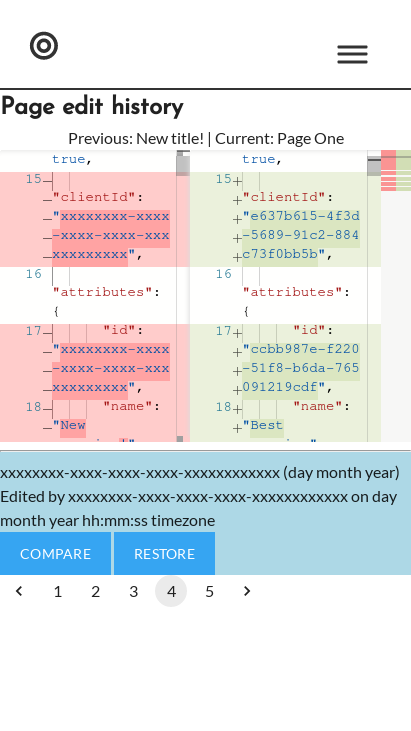 Page edit history
Previous: New title! | Current: Page One
true,
15
"clientId":
"xxxxxxxx-xxxx
-xxxx-xxxx-xxx
xxxxxxxxx",
16
"attributes":
{
17 "id":
"xxxxxxxx-xxxx
-xxxx-xxxx-xxx
xxxxxxxxx",
18 "name":
"New
true,
15
"clientId":
"e637b615-4f3d
-5689-91c2-884
c73f0bb5b",
16
"attributes":
{
17 "id":
"ccbb987e-f220
-51f8-b6da-765
091219cdf",
18 "name":
"Best
xxxxxxxx-xxxx-xxxx-xxxx-xxxxxxxxxxxx (day month year)
Edited by xxxxxxxx-xxxx-xxxx-xxxx-xxxxxxxxxxxx on day
month year hh:mm:ss timezone
COMPARE RESTORE
1 2 3 4 5